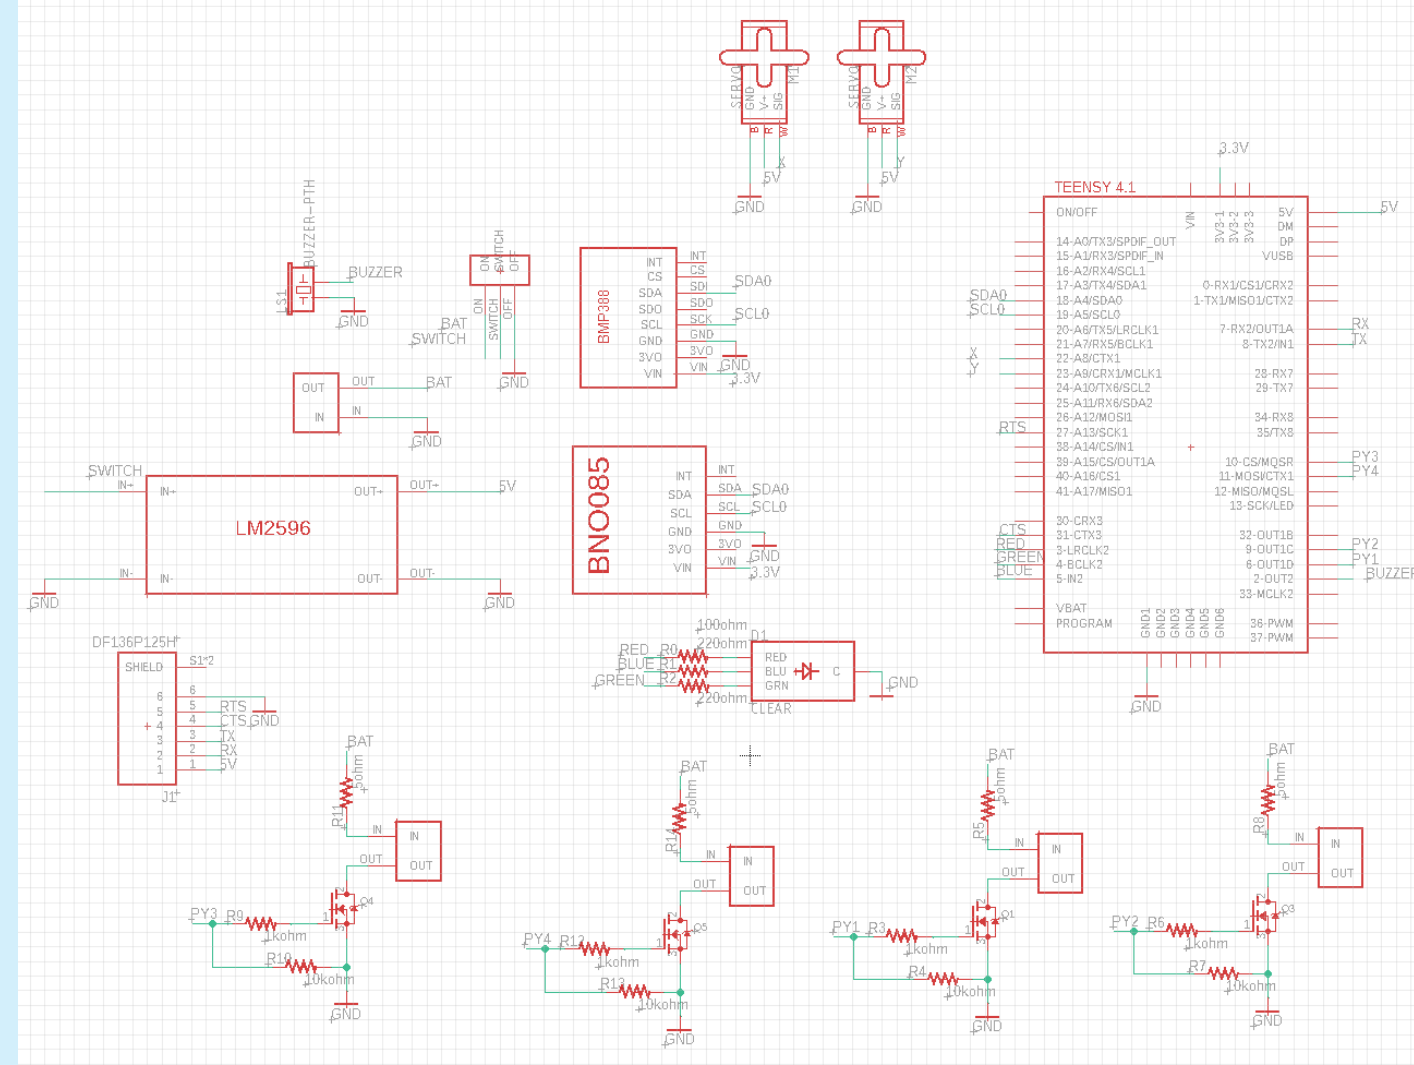 SERVO
GND
V+
SIG
M1
B
R
W
X
5V
GND
SERVO
GND
V+
SIG
M2
B
R
W
Y
5V
GND
BUZZER-PTH
LS1
BUZZER
GND
ON
SWITCH
OFF
ON
SWITCH
OFF
BAT
SWITCH
GND
OUT
IN
OUT
IN
BAT
GND
BMP388
INT INT
CS CS
SDA SDI SDA0
SDO SDO
SCL SCK SCL0
GND GND
3VO 3VO GND
VIN VIN 3.3V
3.3V
TEENSY 4.1
VIN
3V3-1
3V3-2
3V3-3
ON/OFF
14-A0/TX3/SPDIF_OUT
15-A1/RX3/SPDIF_IN
16-A2/RX4/SCL1
17-A3/TX4/SDA1
SDA0 18-A4/SDA0
SCL0 19-A5/SCL0
20-A6/TX5/LRCLK1
21-A7/RX5/BCLK1
X 22-A8/CTX1
Y 23-A9/CRX1/MCLK1
24-A10/TX6/SCL2
25-A11/RX6/SDA2
26-A12/MOSI1
RTS 27-A13/SCK1
38-A14/CS/IN1
39-A15/CS/OUT1A
40-A16/CS1
41-A17/MISO1
30-CRX3
CTS 31-CTX3
RED 3-LRCLK2
GREEN 4-BCLK2
BLUE 5-IN2
VBAT
PROGRAM
5V 5V
DM
DP
VUSB
0-RX1/CS1/CRX2
1-TX1/MISO1/CTX2
7-RX2/OUT1A RX
8-TX2/IN1 TX
28-RX7
29-TX7
34-RX8
35/TX8
10-CS/MQSR PY3
11-MOSI/CTX1 PY4
12-MISO/MQSL
13-SCK/LED
32-OUT1B
9-OUT1C PY2
6-OUT1D PY1
2-OUT2 BUZZER
33-MCLK2
36-PWM
37-PWM
GND1
GND2
GND3
GND4
GND5
GND6
GND
SWITCH
IN+ IN+
OUT+ OUT+ 5V
LM2596
IN- IN-
OUT- OUT-
GND
GND
BNO085
INT INT
SDA SDA SDA0
SCL SCL SCL0
GND GND
3VO 3VO GND
VIN VIN 3.3V
DF136P125H
SHIELD S1*2
6 6
5 5 RTS
4 4 CTS GND
3 3 TX
2 2 RX
1 1 5V
J1
100ohm
220ohm
D1
RED R0 RED
BLUE R1 BLU C
GREEN R2 GRN
220ohm
CLEAR
GND
BAT
5ohm
R11
IN IN
OUT OUT
2
1
3
Q4
PY3 R9
1kohm
R10
10kohm
GND
BAT
5ohm
R14
IN IN
OUT OUT
2
1
3
Q5
PY4 R12
1kohm
R13
10kohm
GND
BAT
5ohm
R5
IN IN
OUT OUT
2
1
3
Q1
PY1 R3
1kohm
R4
10kohm
GND
BAT
5ohm
R8
IN IN
OUT OUT
2
1
3
Q3
PY2 R6
1kohm
R7
10kohm
GND